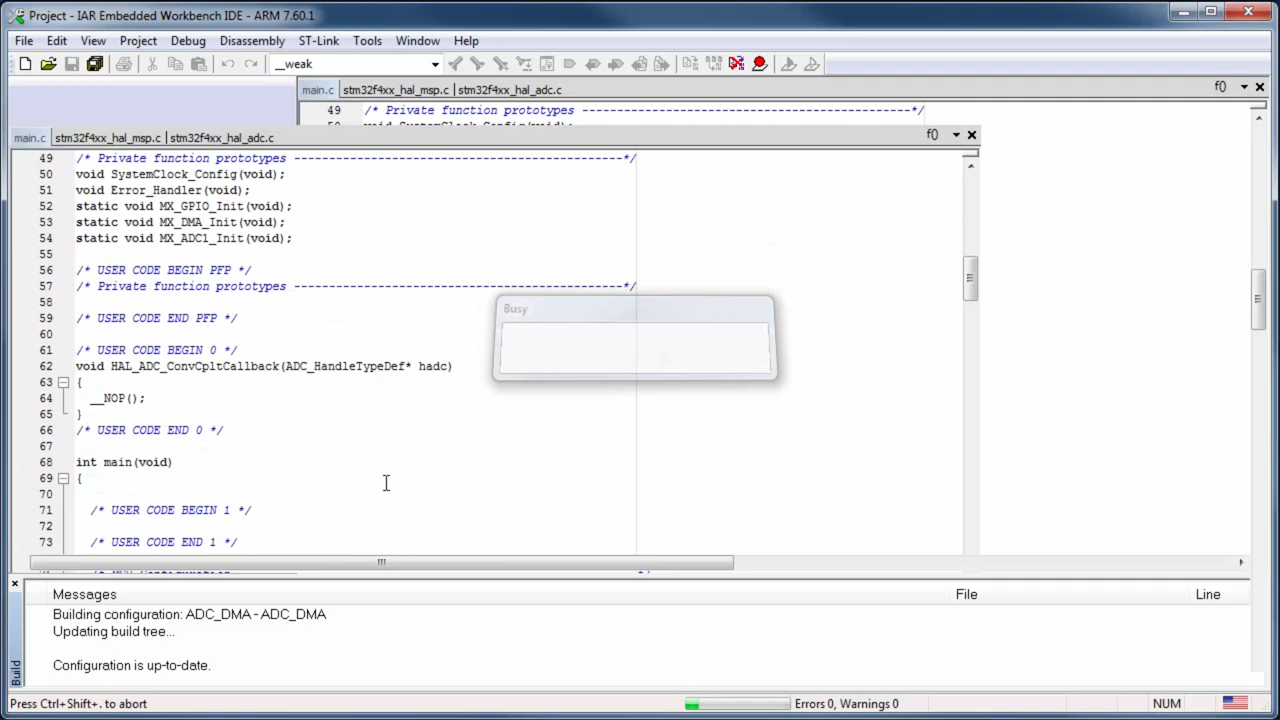 Project - IAR Embedded Workbench IDE - ARM 7.60.1
File Edit View Project Debug Disassembly ST-Link Tools Window Help
__weak
main.c | stm32f4xx_hal_msp.c | stm32f4xx_hal_adc.c f()
49 /* Private function prototypes -----------------------------------------------*/
50 void SystemClock_Config(void);
main.c | stm32f4xx_hal_msp.c | stm32f4xx_hal_adc.c f()
49 /* Private function prototypes -----------------------------------------------*/
50 void SystemClock_Config(void);
51 void Error_Handler(void);
52 static void MX_GPIO_Init(void);
53 static void MX_DMA_Init(void);
54 static void MX_ADC1_Init(void);
55
56 /* USER CODE BEGIN PFP */
57 /* Private function prototypes -----------------------------------------------*/
58
59 /* USER CODE END PFP */
60
61 /* USER CODE BEGIN 0 */
62 void HAL_ADC_ConvCpltCallback(ADC_HandleTypeDef* hadc)
63 {
64 __NOP();
65 }
66 /* USER CODE END 0 */
67
68 int main(void)
69 {
70
71 /* USER CODE BEGIN 1 */
72
73 /* USER CODE END 1 */
Busy
Messages File Line
Building configuration: ADC_DMA - ADC_DMA
Updating build tree...
Configuration is up-to-date.
Build
Press Ctrl+Shift+. to abort Errors 0, Warnings 0 NUM